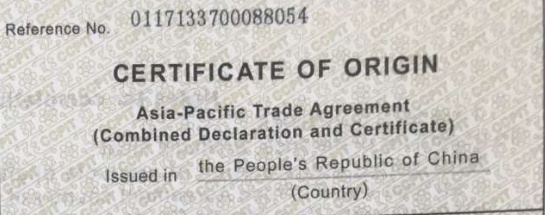 Reference No. 0117133700088054
CERTIFICATE OF ORIGIN
Asia-Pacific Trade Agreement
(Combined Declaration and Certificate)
Issued in the People's Republic of China
(Country)